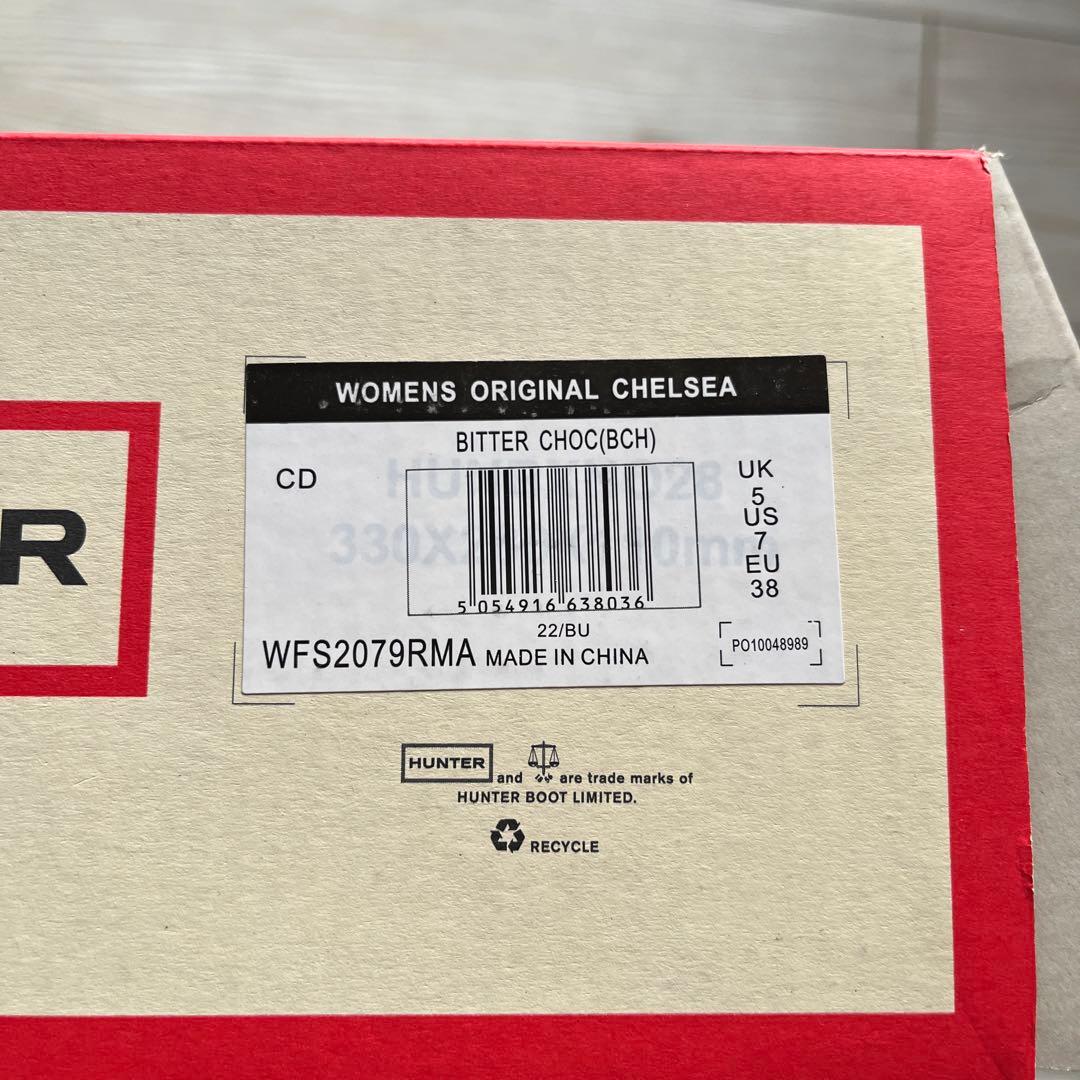 R
WOMENS ORIGINAL CHELSEA
BITTER CHOC(BCH)
CD
UK
5
US
7
EU
38
5 054916 638036
22/BU
WFS2079RMA MADE IN CHINA
PO10048989
HUNTER and are trade marks of
HUNTER BOOT LIMITED.
RECYCLE